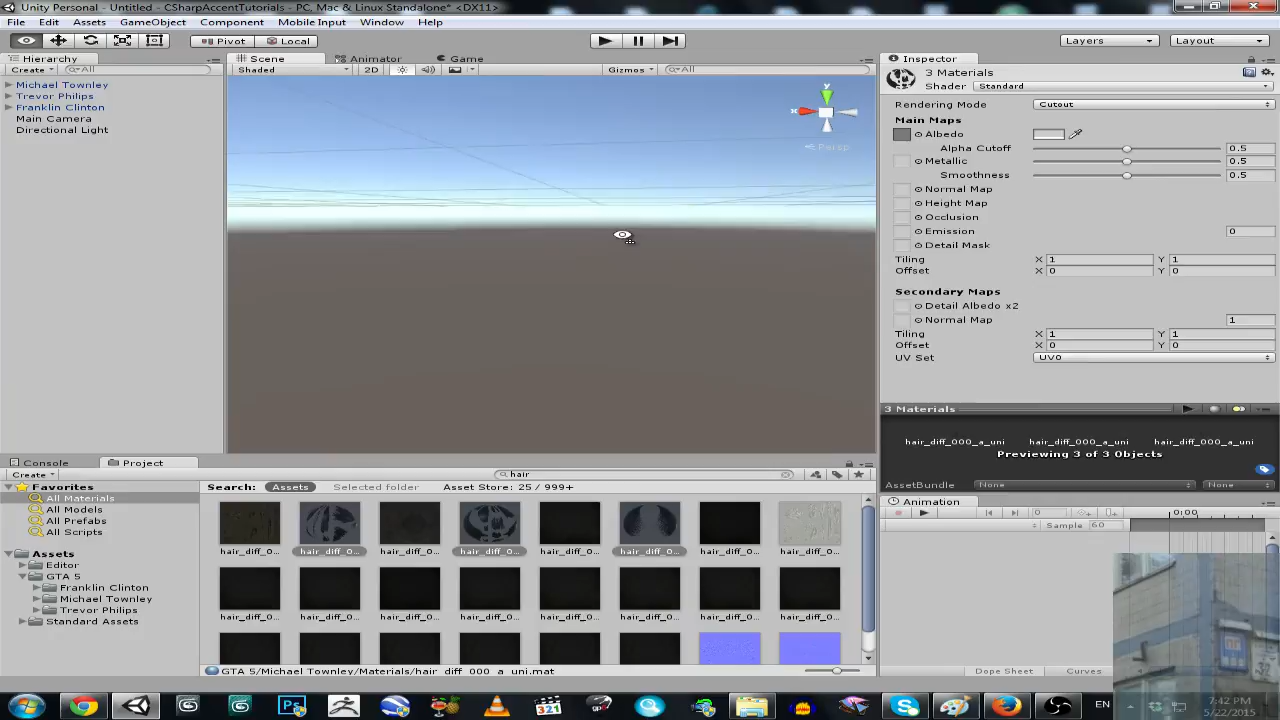 Unity Personal - Untitled - CSharpAccentTutorials - PC, Mac & Linux Standalone* <DX11>
File Edit Assets GameObject Component Mobile Input Window Help
Pivot Local Layers Layout
Hierarchy Scene Animator Game Inspector
Create All Shaded 2D Gizmos All
Michael Townley
Trevor Philips
Franklin Clinton
Main Camera
Directional Light
y
x
Persp
3 Materials
Shader Standard
Rendering Mode Cutout
Main Maps
Albedo
Alpha Cutoff 0.5
Metallic 0.5
Smoothness 0.5
Normal Map
Height Map
Occlusion
Emission 0
Detail Mask
Tiling X 1 Y 1
Offset X 0 Y 0
Secondary Maps
Detail Albedo x2
Normal Map 1
Tiling X 1 Y 1
Offset X 0 Y 0
UV Set UV0
3 Materials
hair_diff_000_a_uni hair_diff_000_a_uni hair_diff_000_a_uni
Previewing 3 of 3 Objects
AssetBundle None None
Animation
0 0:00
Sample 60
Dope Sheet Curves
Console Project
Create hair
Favorites
All Materials
All Models
All Prefabs
All Scripts
Assets
Editor
GTA 5
Franklin Clinton
Michael Townley
Trevor Philips
Standard Assets
Search: Assets Selected folder Asset Store: 25 / 999+
hair_diff_0... hair_diff_0... hair_diff_0... hair_diff_0... hair_diff_0... hair_diff_0... hair_diff_0... hair_diff_0...
hair_diff_0... hair_diff_0... hair_diff_0... hair_diff_0... hair_diff_0... hair_diff_0... hair_diff_0... hair_diff_0...
GTA 5/Michael Townley/Materials/hair_diff_000_a_uni.mat
321
EN
7:42 PM
5/22/2015